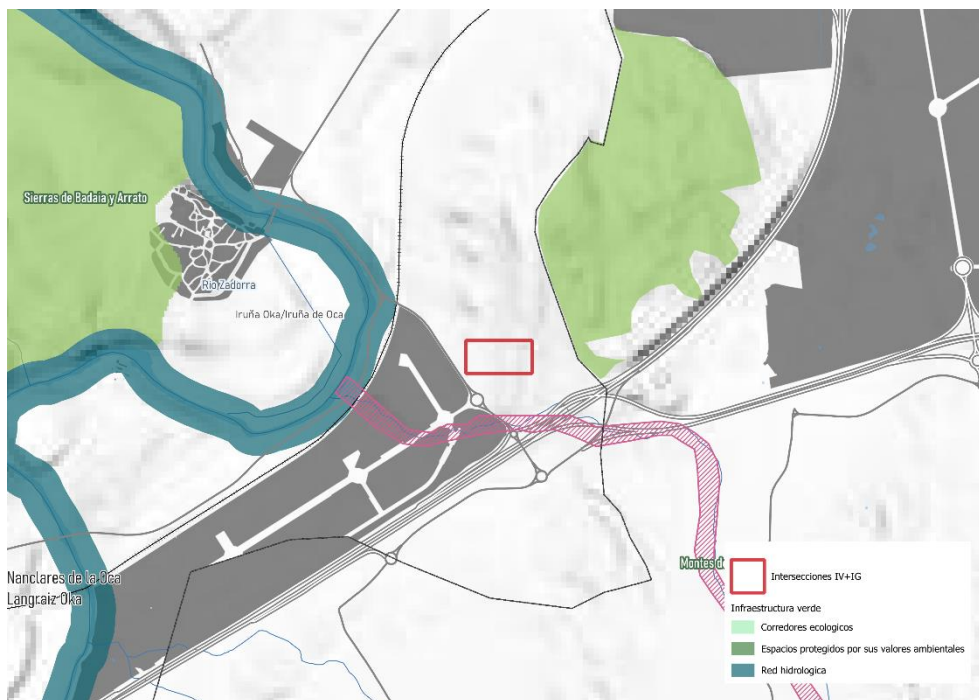 Sierras de Badaia y Arrato
Río Zadorra
Iruña Oka/Iruña de Oca
Nanclares de la Oca
Langraiz Oka
Montes d
Intersecciones IV+IG
Infraestructura verde
Corredores ecologicos
Espacios protegidos por sus valores ambientales
Red hidrologica